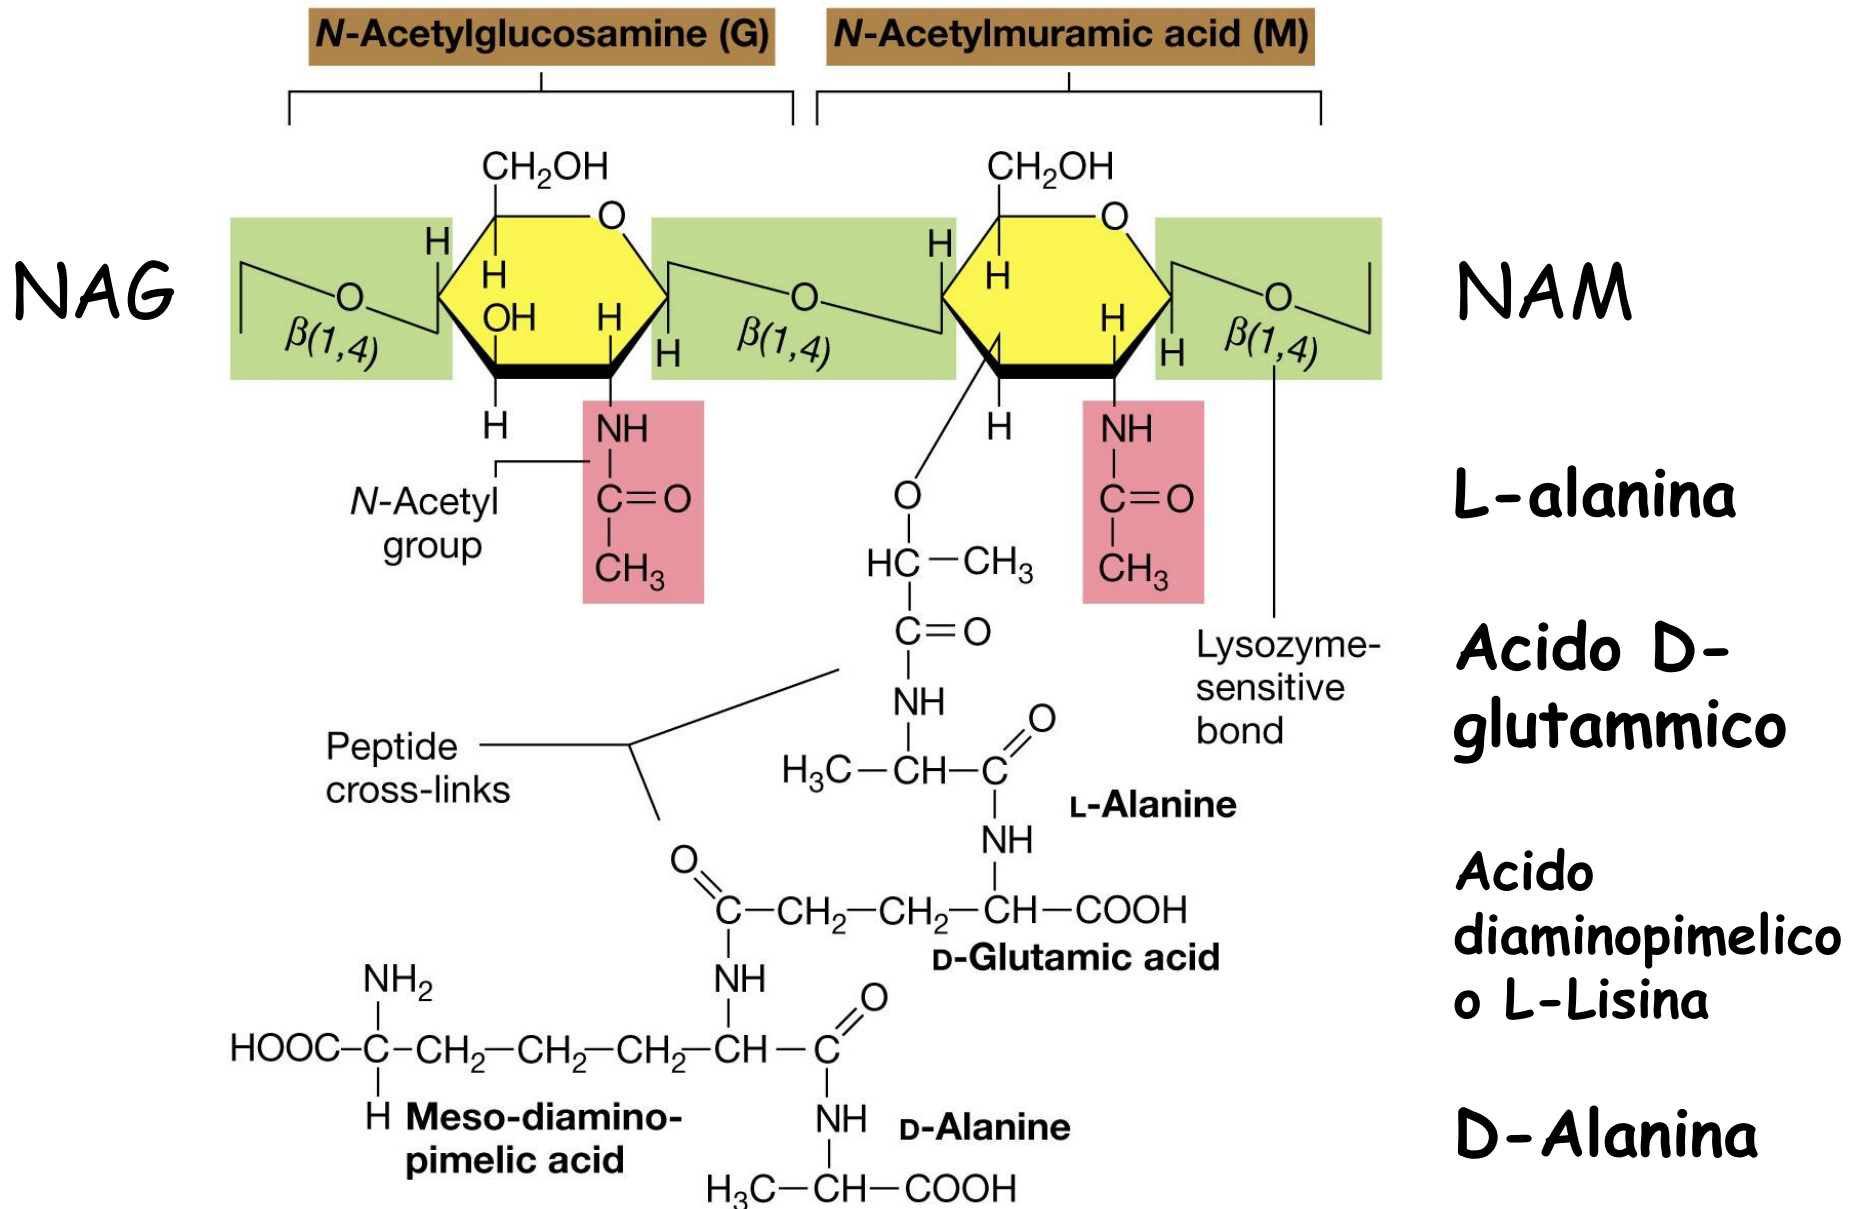 N-Acetylglucosamine (G)
N-Acetylmuramic acid (M)
CH₂OH
CH₂OH
O
O
H
H
H
H
NAG
NAM
O
O
O
OH
H
H
β(1,4)
β(1,4)
β(1,4)
H
H
H
H
NH
NH
N-Acetyl
group
C=O
C=O
CH₃
CH₃
O
HC–CH₃
C=O
NH
L-alanina
Lysozyme-
sensitive
bond
Acido D-
glutammico
Peptide
cross-links
O
H₃C–CH–C
L-Alanine
NH
O
C–CH₂–CH₂–CH–COOH
D-Glutamic acid
Acido
diaminopimelico
o L-Lisina
NH₂
NH
O
HOOC–C–CH₂–CH₂–CH₂–CH–C
H
Meso-diamino-
pimelic acid
NH
D-Alanine
H₃C–CH–COOH
D-Alanina